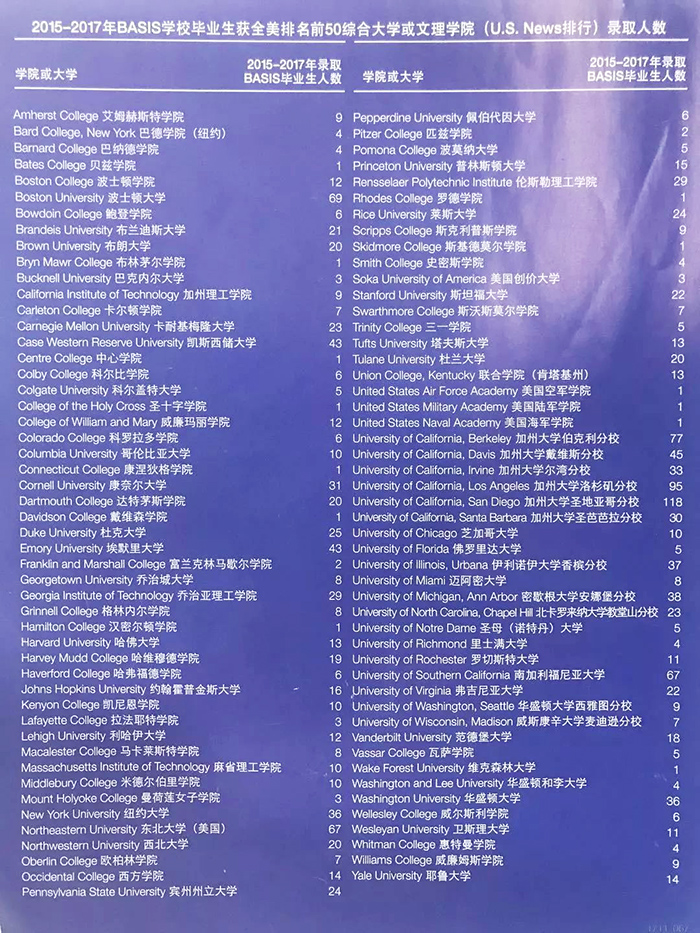 2015–2017年BASIS学校毕业生获全美排名前50综合大学或文理学院（U.S. News排行）录取人数
学院或大学 2015–2017年录取
BASIS毕业生人数
Amherst College 艾姆赫斯特学院 9
Bard College, New York 巴德学院（纽约） 4
Barnard College 巴纳德学院 4
Bates College 贝兹学院 1
Boston College 波士顿学院 12
Boston University 波士顿大学 69
Bowdoin College 鲍登学院 6
Brandeis University 布兰迪斯大学 21
Brown University 布朗大学 20
Bryn Mawr College 布林茅尔学院 1
Bucknell University 巴克内尔大学 3
California Institute of Technology 加州理工学院 9
Carleton College 卡尔顿学院 7
Carnegie Mellon University 卡耐基梅隆大学 23
Case Western Reserve University 凯斯西储大学 43
Centre College 中心学院 1
Colby College 科尔比学院 6
Colgate University 科尔盖特大学 5
College of the Holy Cross 圣十字学院 1
College of William and Mary 威廉玛丽学院 12
Colorado College 科罗拉多学院 6
Columbia University 哥伦比亚大学 10
Connecticut College 康涅狄格学院 1
Cornell University 康奈尔大学 31
Dartmouth College 达特茅斯学院 20
Davidson College 戴维森学院 1
Duke University 杜克大学 25
Emory University 埃默里大学 43
Franklin and Marshall College 富兰克林马歇尔学院 2
Georgetown University 乔治城大学 8
Georgia Institute of Technology 乔治亚理工学院 29
Grinnell College 格林内尔学院 8
Hamilton College 汉密尔顿学院 1
Harvard University 哈佛大学 13
Harvey Mudd College 哈维穆德学院 19
Haverford College 哈弗福德学院 6
Johns Hopkins University 约翰霍普金斯大学 16
Kenyon College 凯尼恩学院 10
Lafayette College 拉法耶特学院 3
Lehigh University 利哈伊大学 12
Macalester College 马卡莱斯特学院 8
Massachusetts Institute of Technology 麻省理工学院 10
Middlebury College 米德尔伯里学院 10
Mount Holyoke College 曼荷莲女子学院 3
New York University 纽约大学 36
Northeastern University 东北大学（美国） 67
Northwestern University 西北大学 20
Oberlin College 欧柏林学院 7
Occidental College 西方学院 14
Pennsylvania State University 宾州州立大学 24
学院或大学 2015–2017年录取
BASIS毕业生人数
Pepperdine University 佩伯代因大学 6
Pitzer College 匹兹学院 2
Pomona College 波莫纳大学 5
Princeton University 普林斯顿大学 15
Rensselaer Polytechnic Institute 伦斯勒理工学院 29
Rhodes College 罗德学院 1
Rice University 莱斯大学 24
Scripps College 斯克利普斯学院 9
Skidmore College 斯基德莫尔学院 1
Smith College 史密斯学院 4
Soka University of America 美国创价大学 3
Stanford University 斯坦福大学 22
Swarthmore College 斯沃斯莫尔学院 7
Trinity College 三一学院 5
Tufts University 塔夫斯大学 13
Tulane University 杜兰大学 20
Union College, Kentucky 联合学院（肯塔基州） 13
United States Air Force Academy 美国空军学院 1
United States Military Academy 美国陆军学院 1
United States Naval Academy 美国海军学院 1
University of California, Berkeley 加州大学伯克利分校 77
University of California, Davis 加州大学戴维斯分校 45
University of California, Irvine 加州大学尔湾分校 33
University of California, Los Angeles 加州大学洛杉矶分校 95
University of California, San Diego 加州大学圣地亚哥分校 118
University of California, Santa Barbara 加州大学圣芭芭拉分校 30
University of Chicago 芝加哥大学 10
University of Florida 佛罗里达大学 5
University of Illinois, Urbana 伊利诺伊大学香槟分校 37
University of Miami 迈阿密大学 8
University of Michigan, Ann Arbor 密歇根大学安娜堡分校 38
University of North Carolina, Chapel Hill 北卡罗来纳大学教堂山分校 23
University of Notre Dame 圣母（诺特丹）大学 5
University of Richmond 里士满大学 4
University of Rochester 罗切斯特大学 11
University of Southern California 南加利福尼亚大学 67
University of Virginia 弗吉尼亚大学 22
University of Washington, Seattle 华盛顿大学西雅图分校 9
University of Wisconsin, Madison 威斯康辛大学麦迪逊分校 7
Vanderbilt University 范德堡大学 18
Vassar College 瓦萨学院 5
Wake Forest University 维克森林大学 1
Washington and Lee University 华盛顿和李大学 4
Washington University 华盛顿大学 36
Wellesley College 威尔斯利学院 6
Wesleyan University 卫斯理大学 11
Whitman College 惠特曼学院 4
Williams College 威廉姆斯学院 9
Yale University 耶鲁大学 14